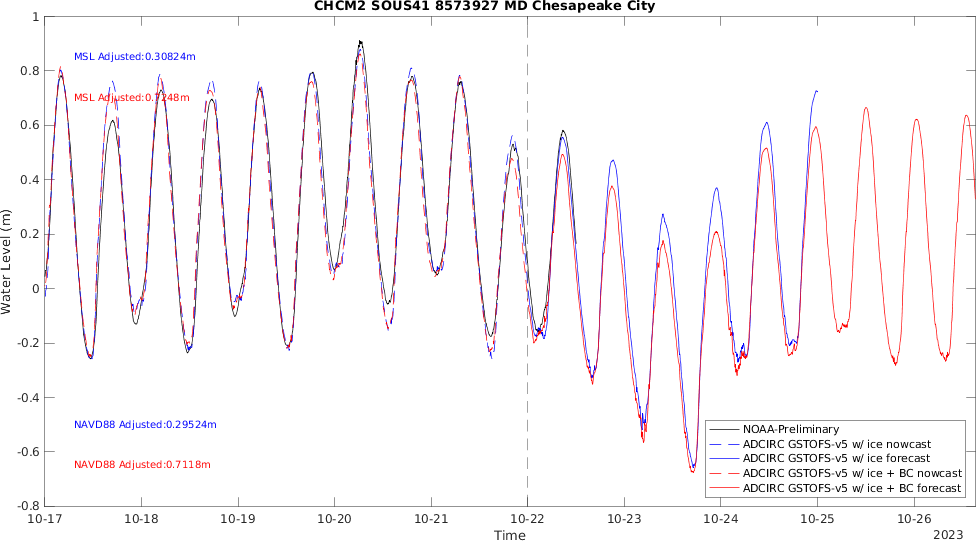 CHCM2 SOUS41 8573927 MD Chesapeake City
1
0.8
0.6
0.4
0.2
0
-0.2
-0.4
-0.6
-0.8
Water Level (m)
MSL Adjusted:0.30824m
MSL Adjusted:0.7248m
NAVD88 Adjusted:0.29524m
NAVD88 Adjusted:0.7118m
NOAA-Preliminary
ADCIRC GSTOFS-v5 w/ ice nowcast
ADCIRC GSTOFS-v5 w/ ice forecast
ADCIRC GSTOFS-v5 w/ ice + BC nowcast
ADCIRC GSTOFS-v5 w/ ice + BC forecast
10-17 10-18 10-19 10-20 10-21 10-22 10-23 10-24 10-25 10-26
Time
2023